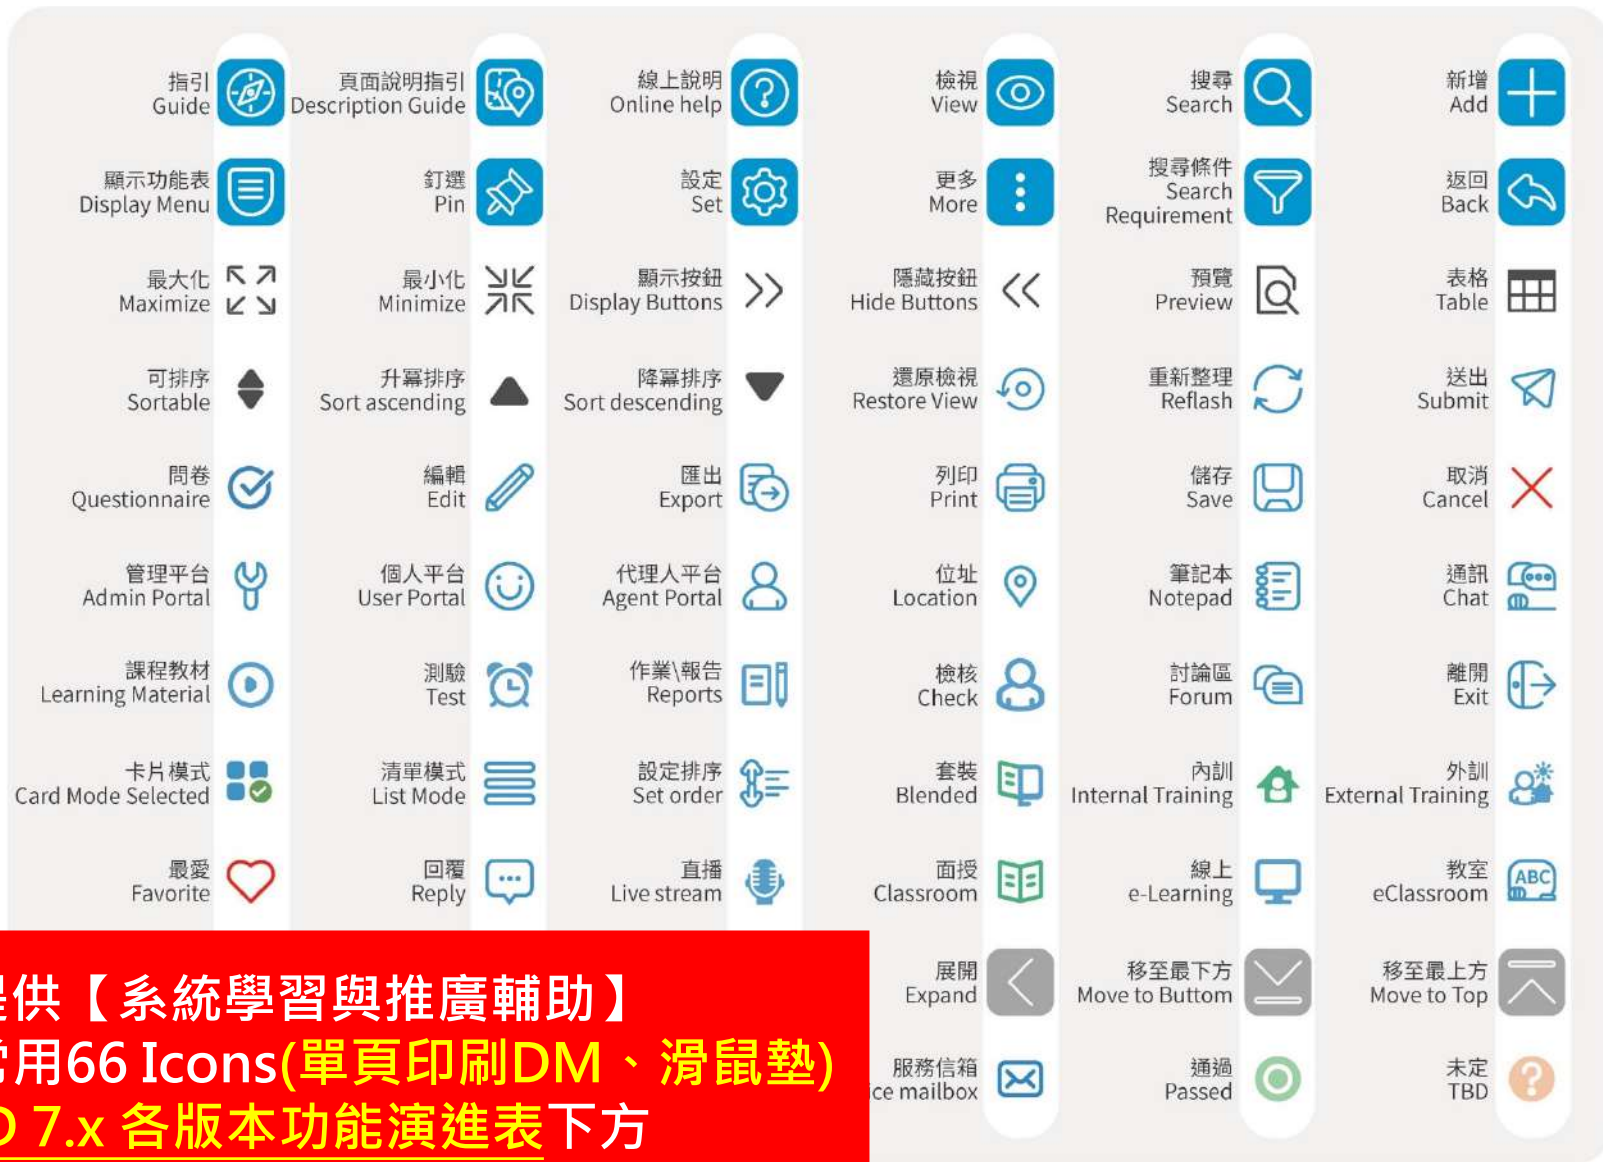 指引
Guide
頁面說明指引
Description Guide
線上說明
Online help
檢視
View
搜尋
Search
新增
Add
顯示功能表
Display Menu
釘選
Pin
設定
Set
更多
More
搜尋條件
Search
Requirement
返回
Back
最大化
Maximize
最小化
Minimize
顯示按鈕
Display Buttons
隱藏按鈕
Hide Buttons
預覽
Preview
表格
Table
可排序
Sortable
升冪排序
Sort ascending
降冪排序
Sort descending
還原檢視
Restore View
重新整理
Reflash
送出
Submit
問卷
Questionnaire
編輯
Edit
匯出
Export
列印
Print
儲存
Save
取消
Cancel
管理平台
Admin Portal
個人平台
User Portal
代理人平台
Agent Portal
位址
Location
筆記本
Notepad
通訊
Chat
課程教材
Learning Material
測驗
Test
作業\報告
Reports
檢核
Check
討論區
Forum
離開
Exit
卡片模式
Card Mode Selected
清單模式
List Mode
設定排序
Set order
套裝
Blended
內訓
Internal Training
外訓
External Training
最愛
Favorite
回覆
Reply
直播
Live stream
面授
Classroom
線上
e-Learning
教室
eClassroom
ABC
展開
Expand
移至最下方
Move to Buttom
移至最上方
Move to Top
服務信箱
ce mailbox
通過
Passed
未定
TBD
提供【系統學習與推廣輔助】
常用66 Icons(單頁印刷DM、滑鼠墊)
7.x 各版本功能演進表下方